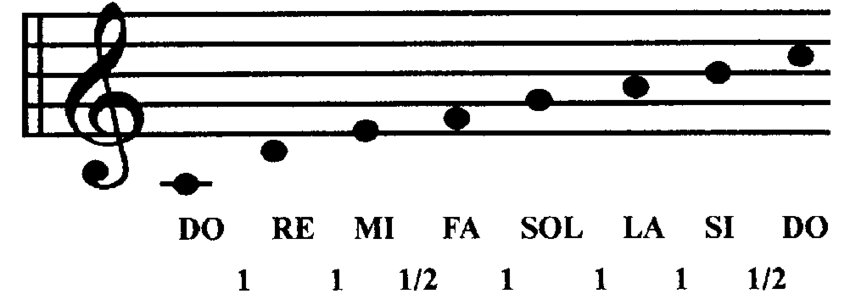 DO RE MI FA SOL LA SI DO
1 1 1/2 1 1 1 1/2